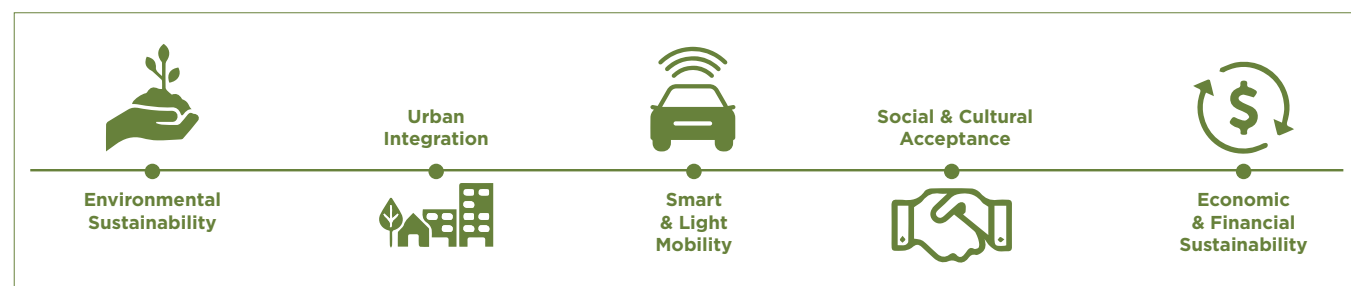 Environmental
Sustainability
Urban
Integration
Smart
& Light
Mobility
Social & Cultural
Acceptance
$
Economic
& Financial
Sustainability